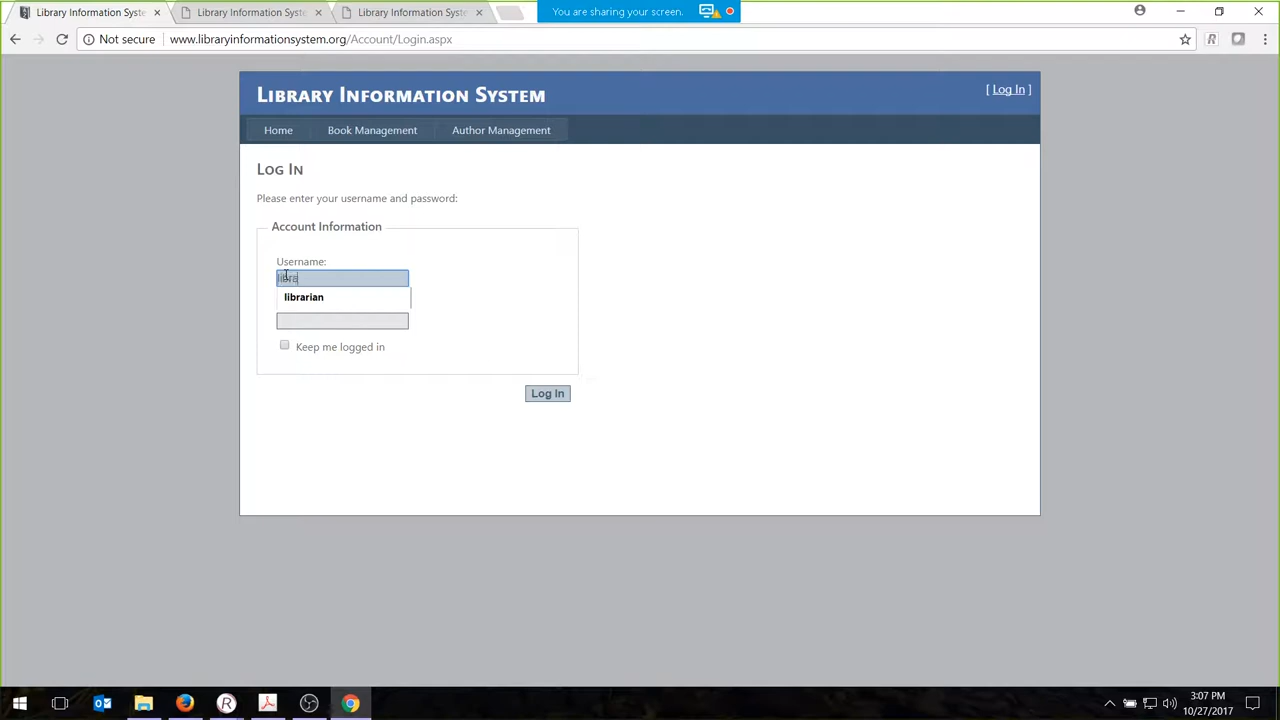 Library Information Syste
Library Information Syste
Library Information Syste
You are sharing your screen.
Not secure
www.libraryinformationsystem.org/Account/Login.aspx
R
Library Information System
[ Log In ]
Home
Book Management
Author Management
Log In
Please enter your username and password:
Account Information
Username:
libra
librarian
Keep me logged in
Log In
R
3:07 PM
10/27/2017